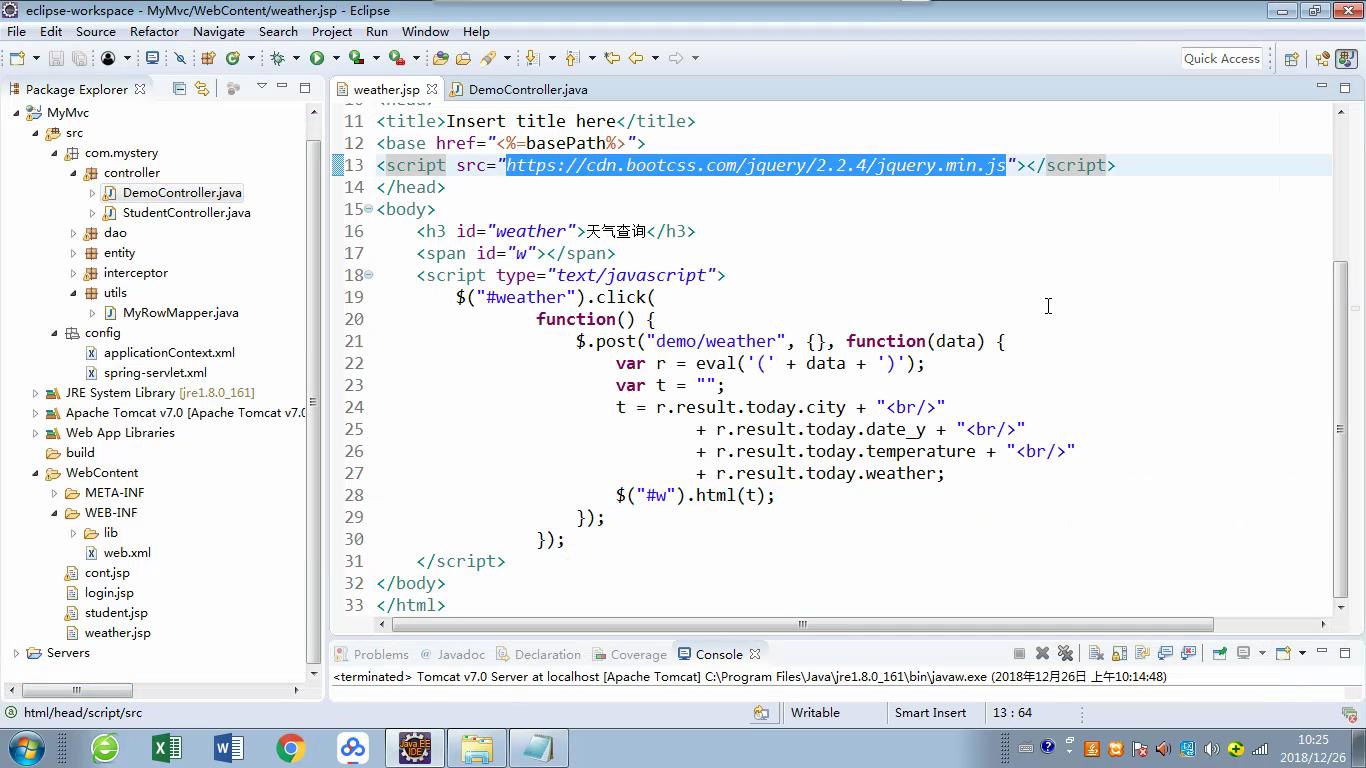 eclipse-workspace - MyMvc/WebContent/weather.jsp - Eclipse
File Edit Source Refactor Navigate Search Project Run Window Help
Quick Access
Package Explorer
MyMvc
src
com.mystery
controller
DemoController.java
StudentController.java
dao
entity
interceptor
utils
MyRowMapper.java
config
applicationContext.xml
spring-servlet.xml
JRE System Library [jre1.8.0_161]
Apache Tomcat v7.0 [Apache Tomcat v7.0
Web App Libraries
build
WebContent
META-INF
WEB-INF
lib
web.xml
cont.jsp
login.jsp
student.jsp
weather.jsp
Servers
weather.jsp DemoController.java
10 <head>
11 <title>Insert title here</title>
12 <base href="<%=basePath%>">
13 <script src="https://cdn.bootcss.com/jquery/2.2.4/jquery.min.js"></script>
14 </head>
15 <body>
16 <h3 id="weather">天气查询</h3>
17 <span id="w"></span>
18 <script type="text/javascript">
19 $("#weather").click(
20 function() {
21 $.post("demo/weather", {}, function(data) {
22 var r = eval('(' + data + ')');
23 var t = "";
24 t = r.result.today.city + "<br/>"
25 + r.result.today.date_y + "<br/>"
26 + r.result.today.temperature + "<br/>"
27 + r.result.today.weather;
28 $("#w").html(t);
29 });
30 });
31 </script>
32 </body>
33 </html>
Problems @ Javadoc Declaration Coverage Console
<terminated> Tomcat v7.0 Server at localhost [Apache Tomcat] C:\Program Files\Java\jre1.8.0_161\bin\javaw.exe (2018年12月26日 上午10:14:48)
html/head/script/src Writable Smart Insert 13 : 64
Java EE
IDE
10:25
2018/12/26